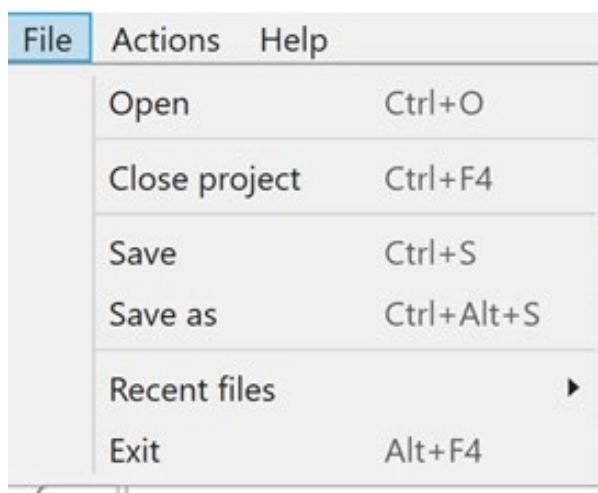 File Actions Help
Open Ctrl+O
Close project Ctrl+F4
Save Ctrl+S
Save as Ctrl+Alt+S
Recent files
Exit Alt+F4